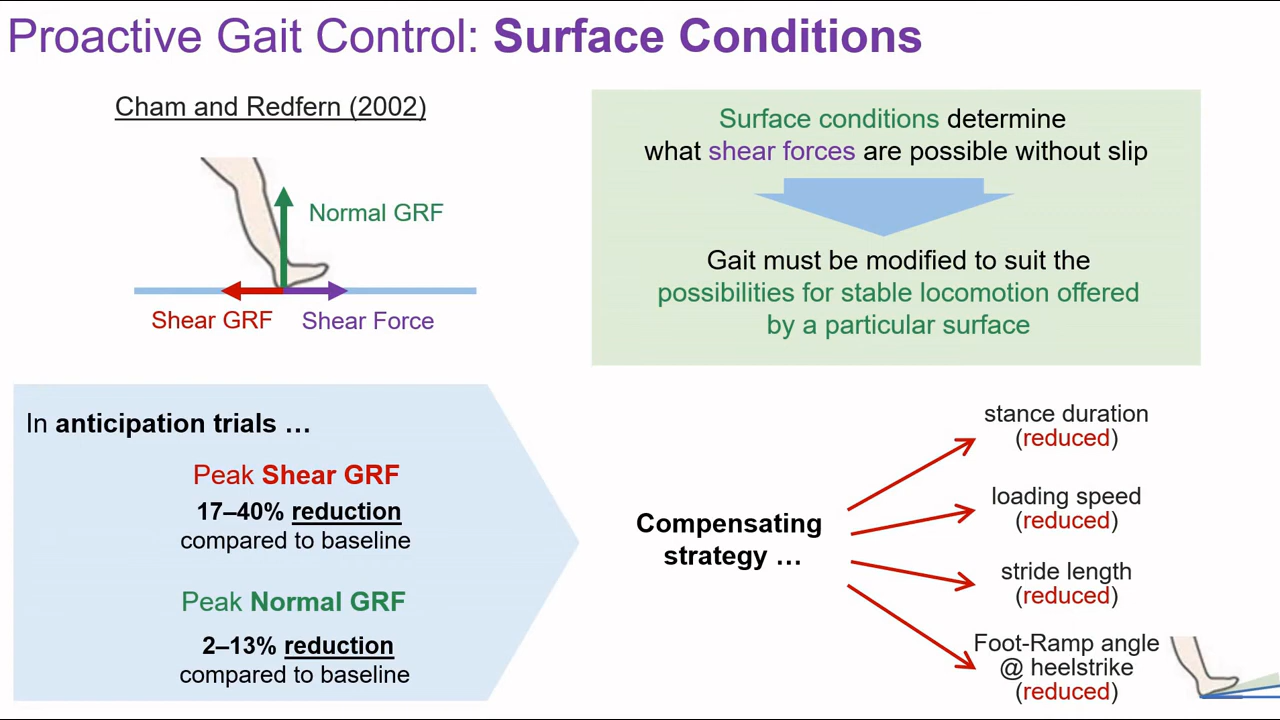 Proactive Gait Control: Surface Conditions
Cham and Redfern (2002)
Normal GRF
Shear GRF
Shear Force
Surface conditions determine
what shear forces are possible without slip
Gait must be modified to suit the
possibilities for stable locomotion offered
by a particular surface
In anticipation trials …
Peak Shear GRF
17–40% reduction
compared to baseline
Peak Normal GRF
2–13% reduction
compared to baseline
Compensating
strategy …
stance duration
(reduced)
loading speed
(reduced)
stride length
(reduced)
Foot-Ramp angle
@ heelstrike
(reduced)